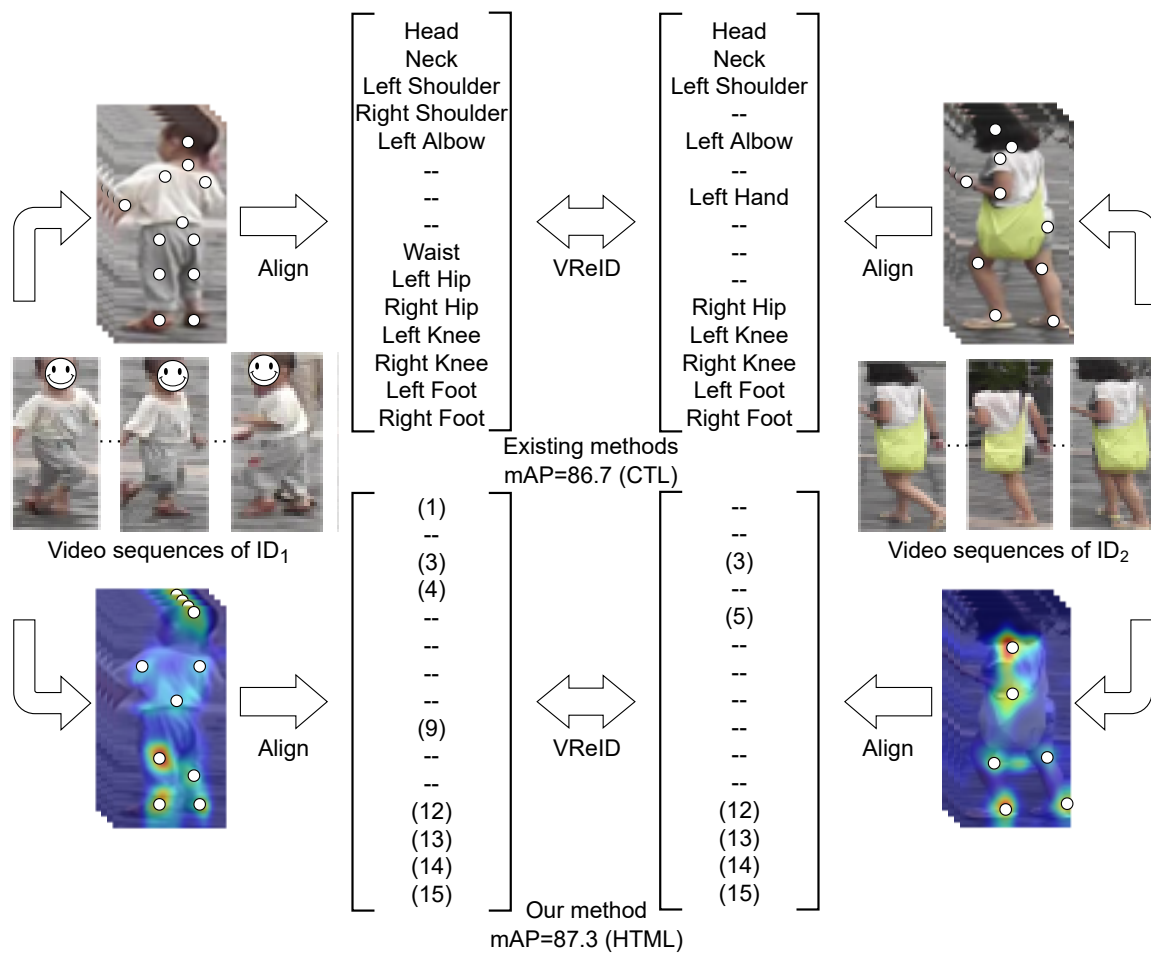 Head
Neck
Left Shoulder
Right Shoulder
Left Albow
--
--
--
Waist
Left Hip
Right Hip
Left Knee
Right Knee
Left Foot
Right Foot
Head
Neck
Left Shoulder
--
Left Albow
--
Left Hand
--
--
--
Right Hip
Left Knee
Right Knee
Left Foot
Right Foot
Align
VReID
Align
Existing methods
mAP=86.7 (CTL)
Video sequences of ID₁
Video sequences of ID₂
(1)
--
(3)
(4)
--
--
--
--
(9)
--
--
(12)
(13)
(14)
(15)
--
--
(3)
--
(5)
--
--
--
--
--
--
(12)
(13)
(14)
(15)
Align
VReID
Align
Our method
mAP=87.3 (HTML)